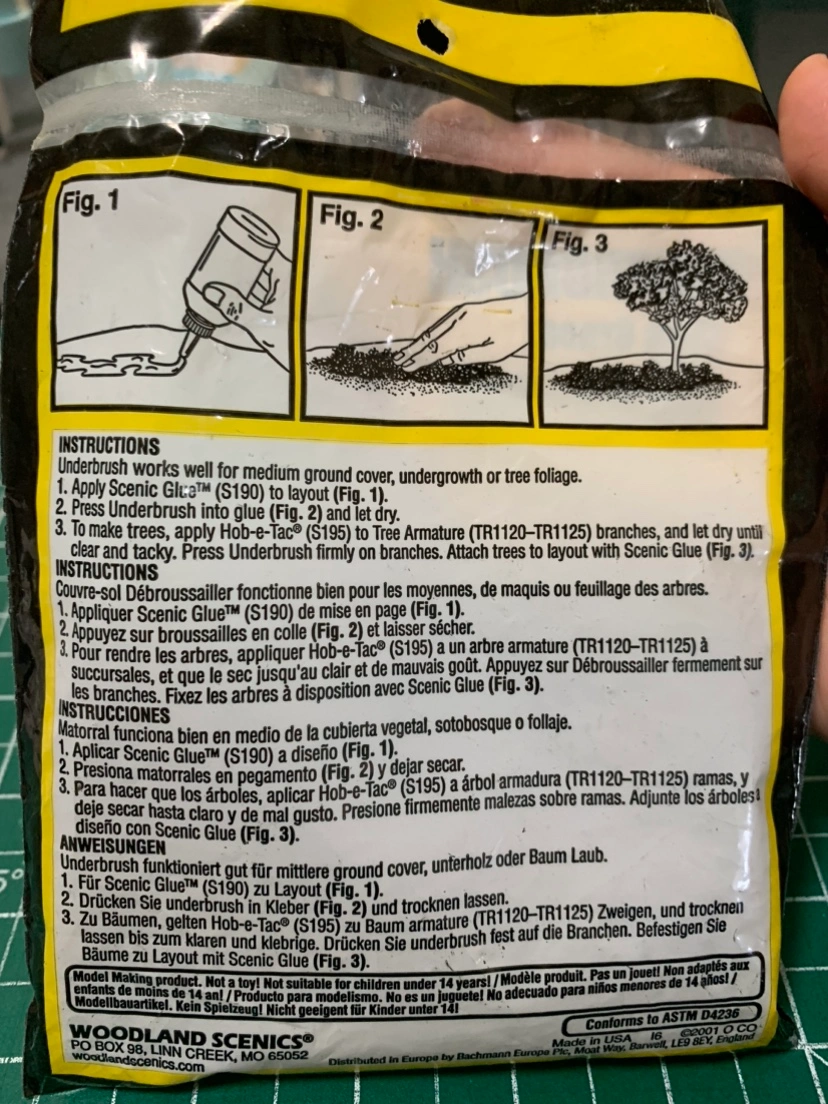 Fig. 1
Fig. 2
Fig. 3
INSTRUCTIONS
Underbrush works well for medium ground cover, undergrowth or tree foliage.
1. Apply Scenic Glue™ (S190) to layout (Fig. 1).
2. Press Underbrush into glue (Fig. 2) and let dry.
3. To make trees, apply Hob-e-Tac® (S195) to Tree Armature (TR1120–TR1125) branches, and let dry until
clear and tacky. Press Underbrush firmly on branches. Attach trees to layout with Scenic Glue (Fig. 3).
INSTRUCTIONS
Couvre-sol Débroussailler fonctionne bien pour les moyennes, de maquis ou feuillage des arbres.
1. Appliquer Scenic Glue™ (S190) de mise en page (Fig. 1).
2. Appuyez sur broussailles en colle (Fig. 2) et laisser sécher.
3. Pour rendre les arbres, appliquer Hob-e-Tac® (S195) a un arbre armature (TR1120–TR1125) à
succursales, et que le sec jusqu'au clair et de mauvais goût. Appuyez sur Débroussailler fermement sur
les branches. Fixez les arbres à disposition avec Scenic Glue (Fig. 3).
INSTRUCCIONES
Matorral funciona bien en medio de la cubierta vegetal, sotobosque o follaje.
1. Aplicar Scenic Glue™ (S190) a diseño (Fig. 1).
2. Presiona matorrales en pegamento (Fig. 2) y dejar secar.
3. Para hacer que los árboles, aplicar Hob-e-Tac® (S195) a árbol armadura (TR1120–TR1125) ramas, y
deje secar hasta claro y de mal gusto. Presione firmemente malezas sobre ramas. Adjunte los árboles
diseño con Scenic Glue (Fig. 3).
ANWEISUNGEN
Underbrush funktioniert gut für mittlere ground cover, unterholz oder Baum Laub.
1. Für Scenic Glue™ (S190) zu Layout (Fig. 1).
2. Drücken Sie underbrush in Kleber (Fig. 2) und trocknen lassen.
3. Zu Bäumen, gelten Hob-e-Tac® (S195) zu Baum armature (TR1120–TR1125) Zweigen, und trocknen
lassen bis zum klaren und klebrige. Drücken Sie underbrush fest auf die Branchen. Befestigen Sie
Bäume zu Layout mit Scenic Glue (Fig. 3).
Model Making product. Not a toy! Not suitable for children under 14 years! / Modèle produit. Pas un jouet! Non adaptés aux
enfants de moins de 14 an! / Producto para modelismo. No es un juguete! No adecuado para niños menores de 14 años! /
Modellbauartikel. Kein Spielzeug! Nicht geeigent für Kinder unter 14!
Conforms to ASTM D4236
WOODLAND SCENICS®
PO BOX 98, LINN CREEK, MO 65052
woodlandscenics.com
Made in USA 16 ©2001 O CO
Distributed in Europe by Bachmann Europe Plc, Moat Way, Barwell, LE9 8EY, England